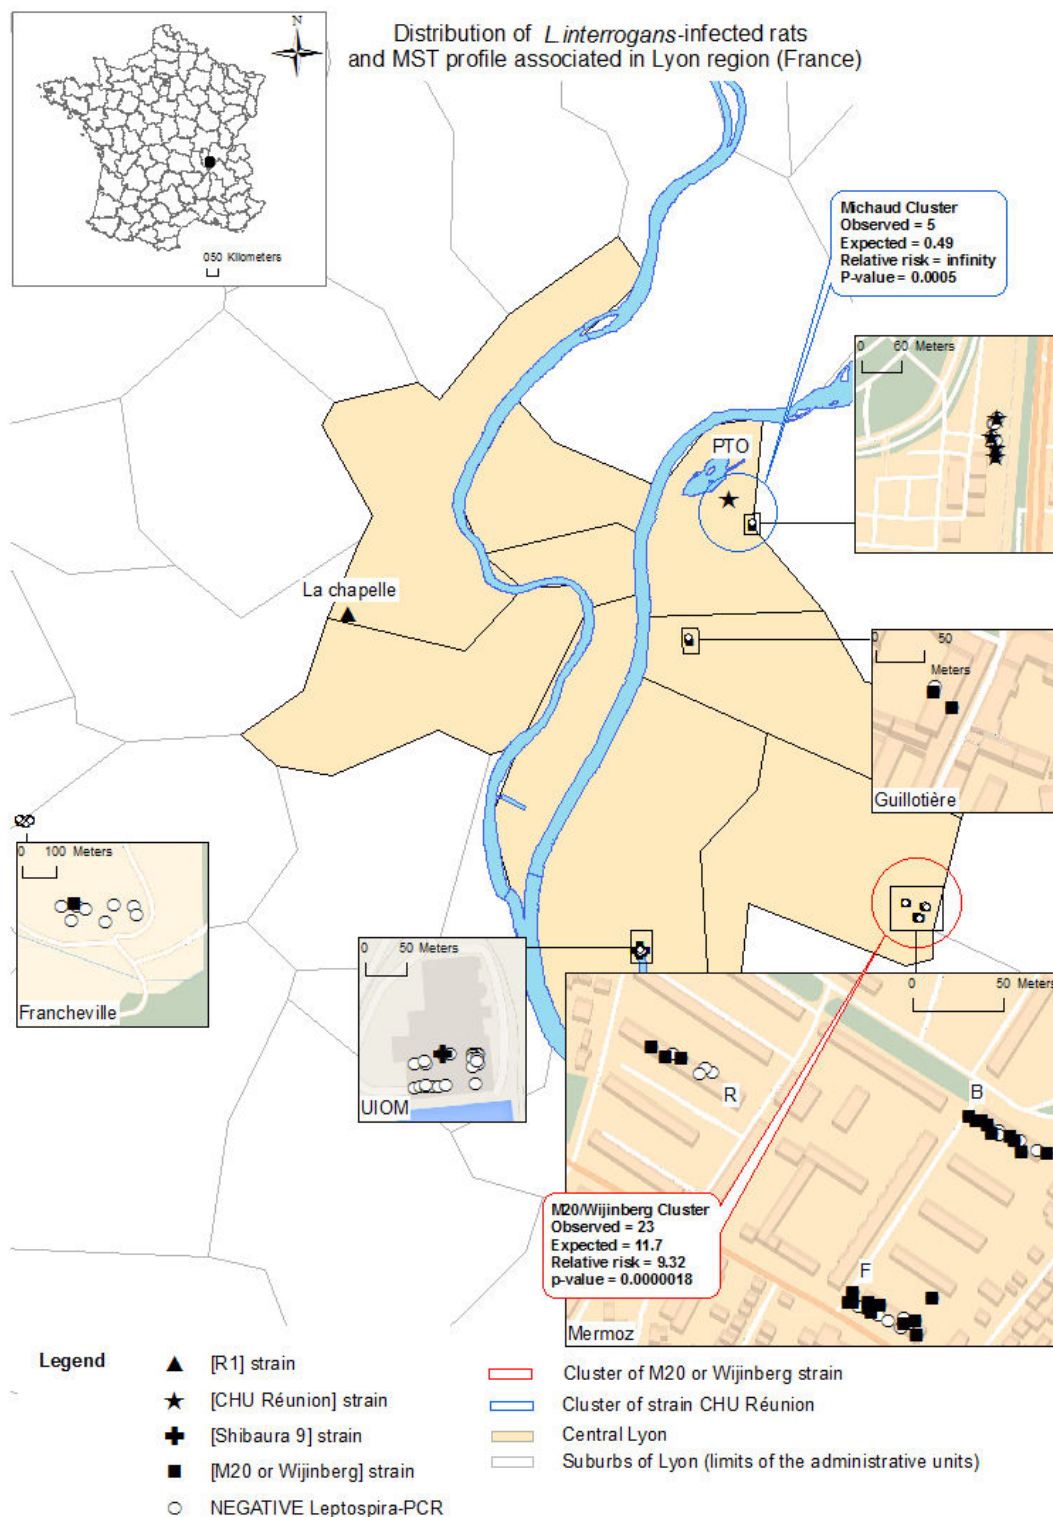 Distribution of L.interrogans-infected rats
and MST profile associated in Lyon region (France)
N
050 Kilometers
Michaud Cluster
Observed = 5
Expected = 0.49
Relative risk = infinity
P-value = 0.0005
0 60 Meters
PTO
La chapelle
0 50
Meters
Guillotière
0 100 Meters
Francheville
0 50 Meters
UIOM
0 50 Meters
R
B
F
Mermoz
M20/Wijinberg Cluster
Observed = 23
Expected = 11.7
Relative risk = 9.32
p-value = 0.0000018
Legend
[R1] strain
[CHU Réunion] strain
[Shibaura 9] strain
[M20 or Wijinberg] strain
NEGATIVE Leptospira-PCR
Cluster of M20 or Wijinberg strain
Cluster of strain CHU Réunion
Central Lyon
Suburbs of Lyon (limits of the administrative units)